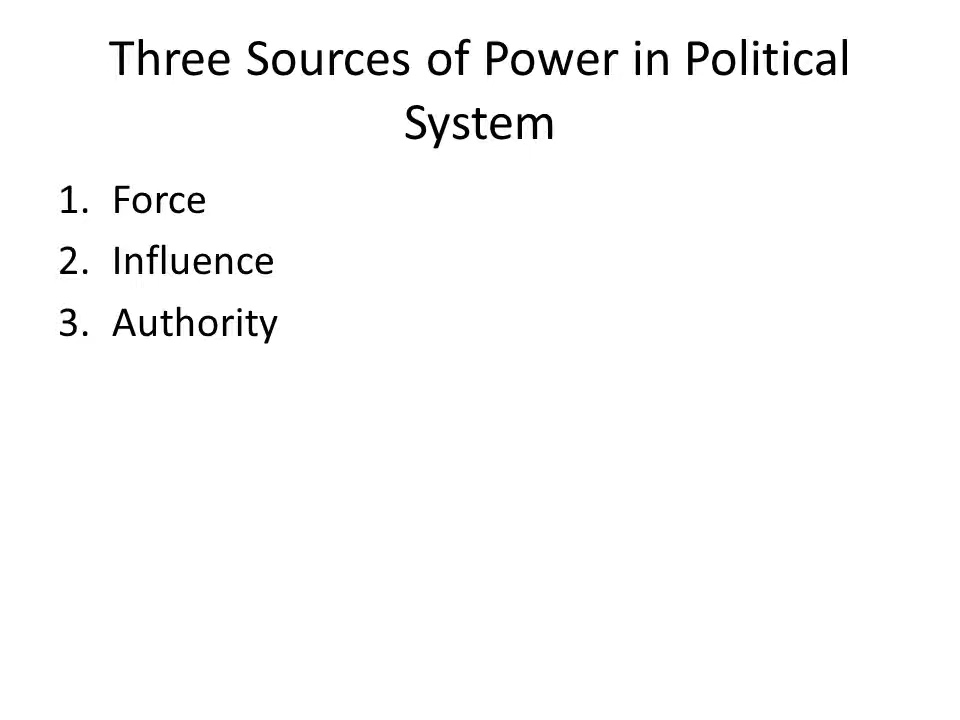 Three Sources of Power in Political
System
1. Force
2. Influence
3. Authority